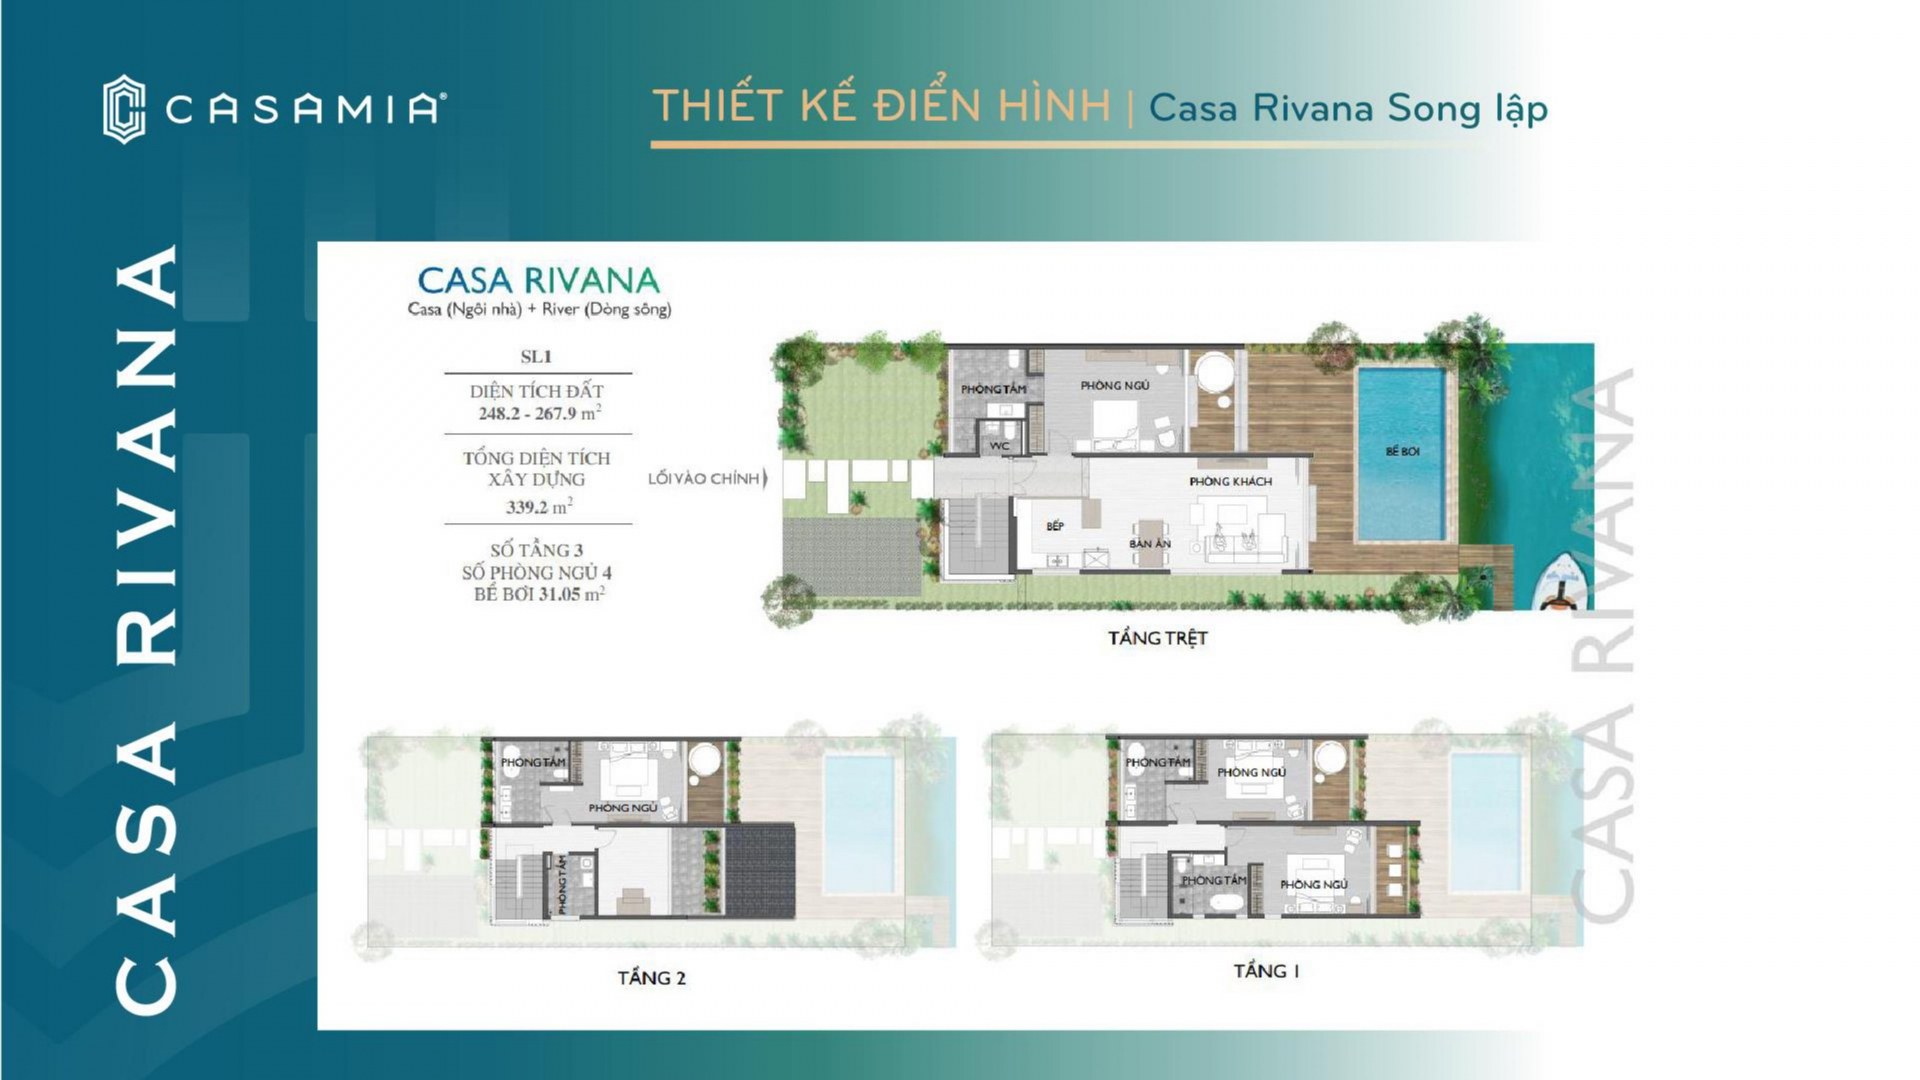 CASAMIA®
THIẾT KẾ ĐIỂN HÌNH | Casa Rivana Song lập
CASA RIVANA
CASA RIVANA
Casa (Ngôi nhà) + River (Dòng sông)
SL1
DIỆN TÍCH ĐẤT
248.2 - 267.9 m²
TỔNG DIỆN TÍCH
XÂY DỰNG
339.2 m²
SỐ TẦNG 3
SỐ PHÒNG NGỦ 4
BỂ BƠI 31.05 m²
LỐI VÀO CHÍNH
PHÒNG TẮM
PHÒNG NGỦ
WC
BỂ BƠI
PHÒNG KHÁCH
BẾP
BÀN ĂN
TẦNG TRỆT
CASA RIVANA
PHÒNG TẮM
PHÒNG NGỦ
PHÒNG TẮM
TẦNG 2
PHÒNG TẮM
PHÒNG NGỦ
PHÒNG TẮM
PHÒNG NGỦ
TẦNG 1